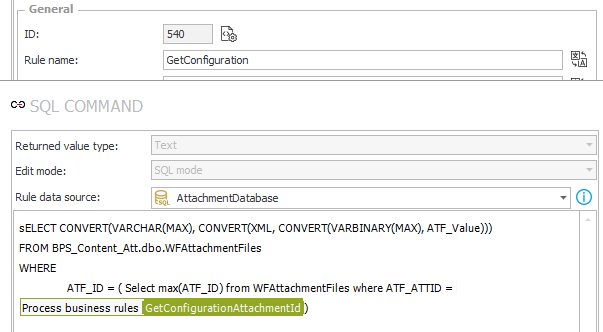 General
ID: 540
Rule name: GetConfiguration
SQL COMMAND
Returned value type: Text
Edit mode: SQL mode
Rule data source: SQL AttachmentDatabase
sELECT CONVERT(VARCHAR(MAX), CONVERT(XML, CONVERT(VARBINARY(MAX), ATF_Value)))
FROM BPS_Content_Att.dbo.WFAttachmentFiles
WHERE
ATF_ID = ( Select max(ATF_ID) from WFAttachmentFiles where ATF_ATTID =
Process business rules GetConfigurationAttachmentId )